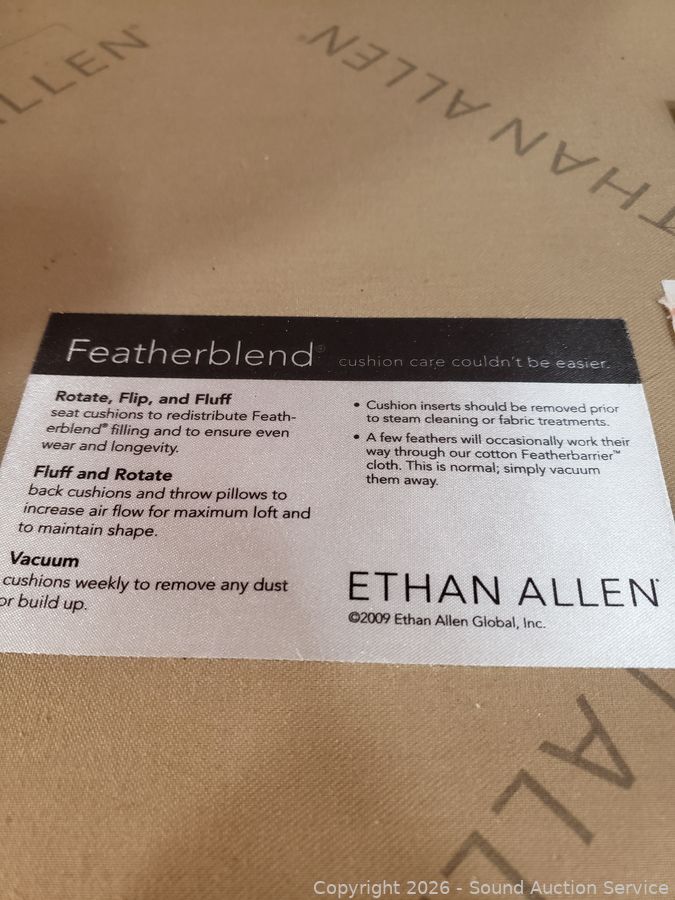 ALLEN
ETHAN ALLEN
Featherblend® cushion care couldn't be easier.
Rotate, Flip, and Fluff
seat cushions to redistribute Feath-
erblend® filling and to ensure even
wear and longevity.
Fluff and Rotate
back cushions and throw pillows to
increase air flow for maximum loft and
to maintain shape.
Vacuum
cushions weekly to remove any dust
or build up.
• Cushion inserts should be removed prior
to steam cleaning or fabric treatments.
• A few feathers will occasionally work their
way through our cotton Featherbarrier™
cloth. This is normal; simply vacuum
them away.
ETHAN ALLEN
©2009 Ethan Allen Global, Inc.
N ALL
Copyright 2026 - Sound Auction Service